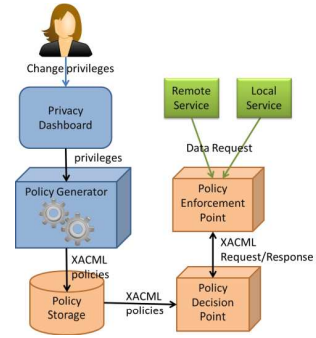 Change privileges
Privacy
Dashboard
privileges
Policy Generator
XACML
policies
Policy
Storage
XACML
policies
Remote
Service
Local
Service
Data Request
Policy
Enforcement
Point
XACML
Request/Response
Policy
Decision
Point